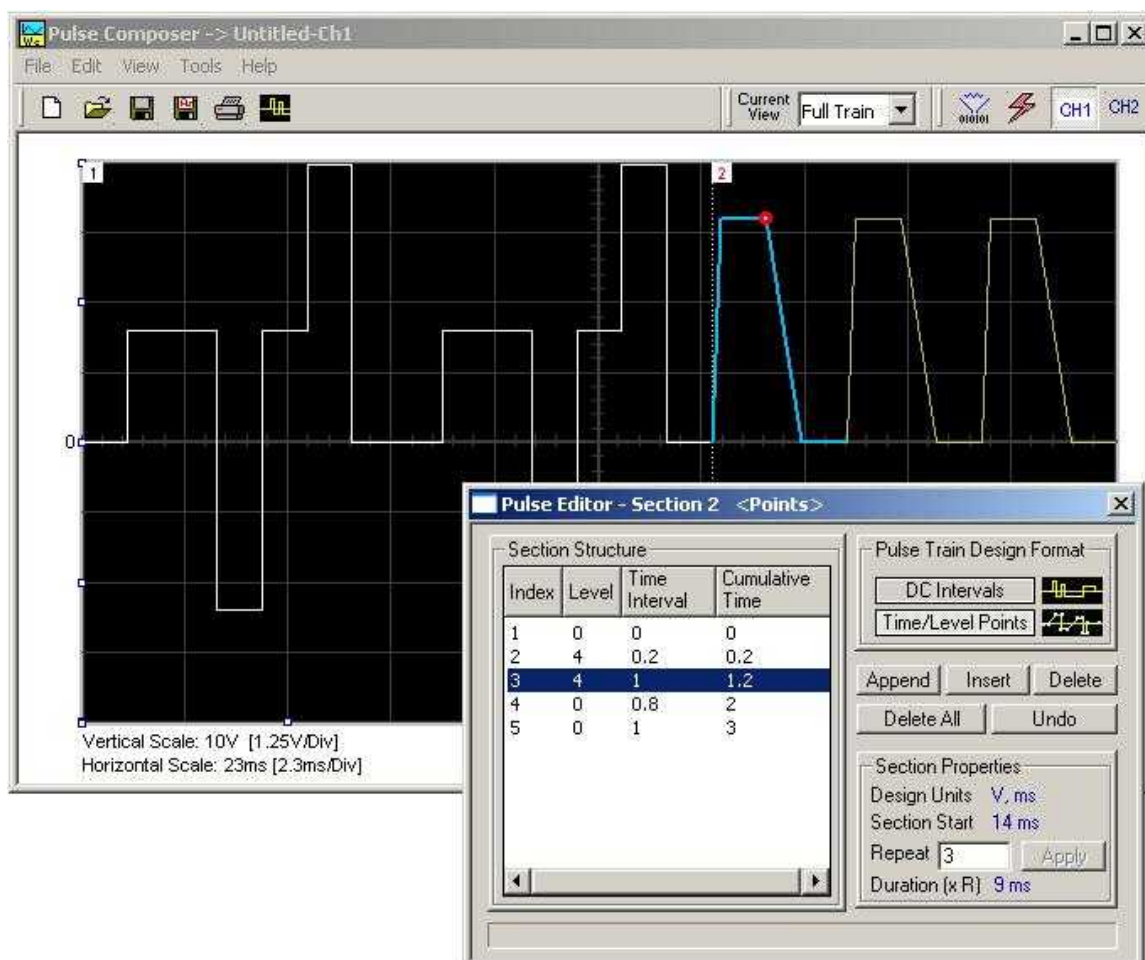 Pulse Composer -> Untitled-Ch1
File Edit View Tools Help
Current View Full Train
010101
CH1 CH2
1
2
0
Vertical Scale: 10V [1.25V/Div]
Horizontal Scale: 23ms [2.3ms/Div]
Pulse Editor - Section 2 <Points>
Section Structure
Index Level Time Interval Cumulative Time
1 0 0 0
2 4 0.2 0.2
3 4 1 1.2
4 0 0.8 2
5 0 1 3
Pulse Train Design Format
DC Intervals
Time/Level Points
Append Insert Delete
Delete All Undo
Section Properties
Design Units V, ms
Section Start 14 ms
Repeat 3 Apply
Duration (x R) 9 ms